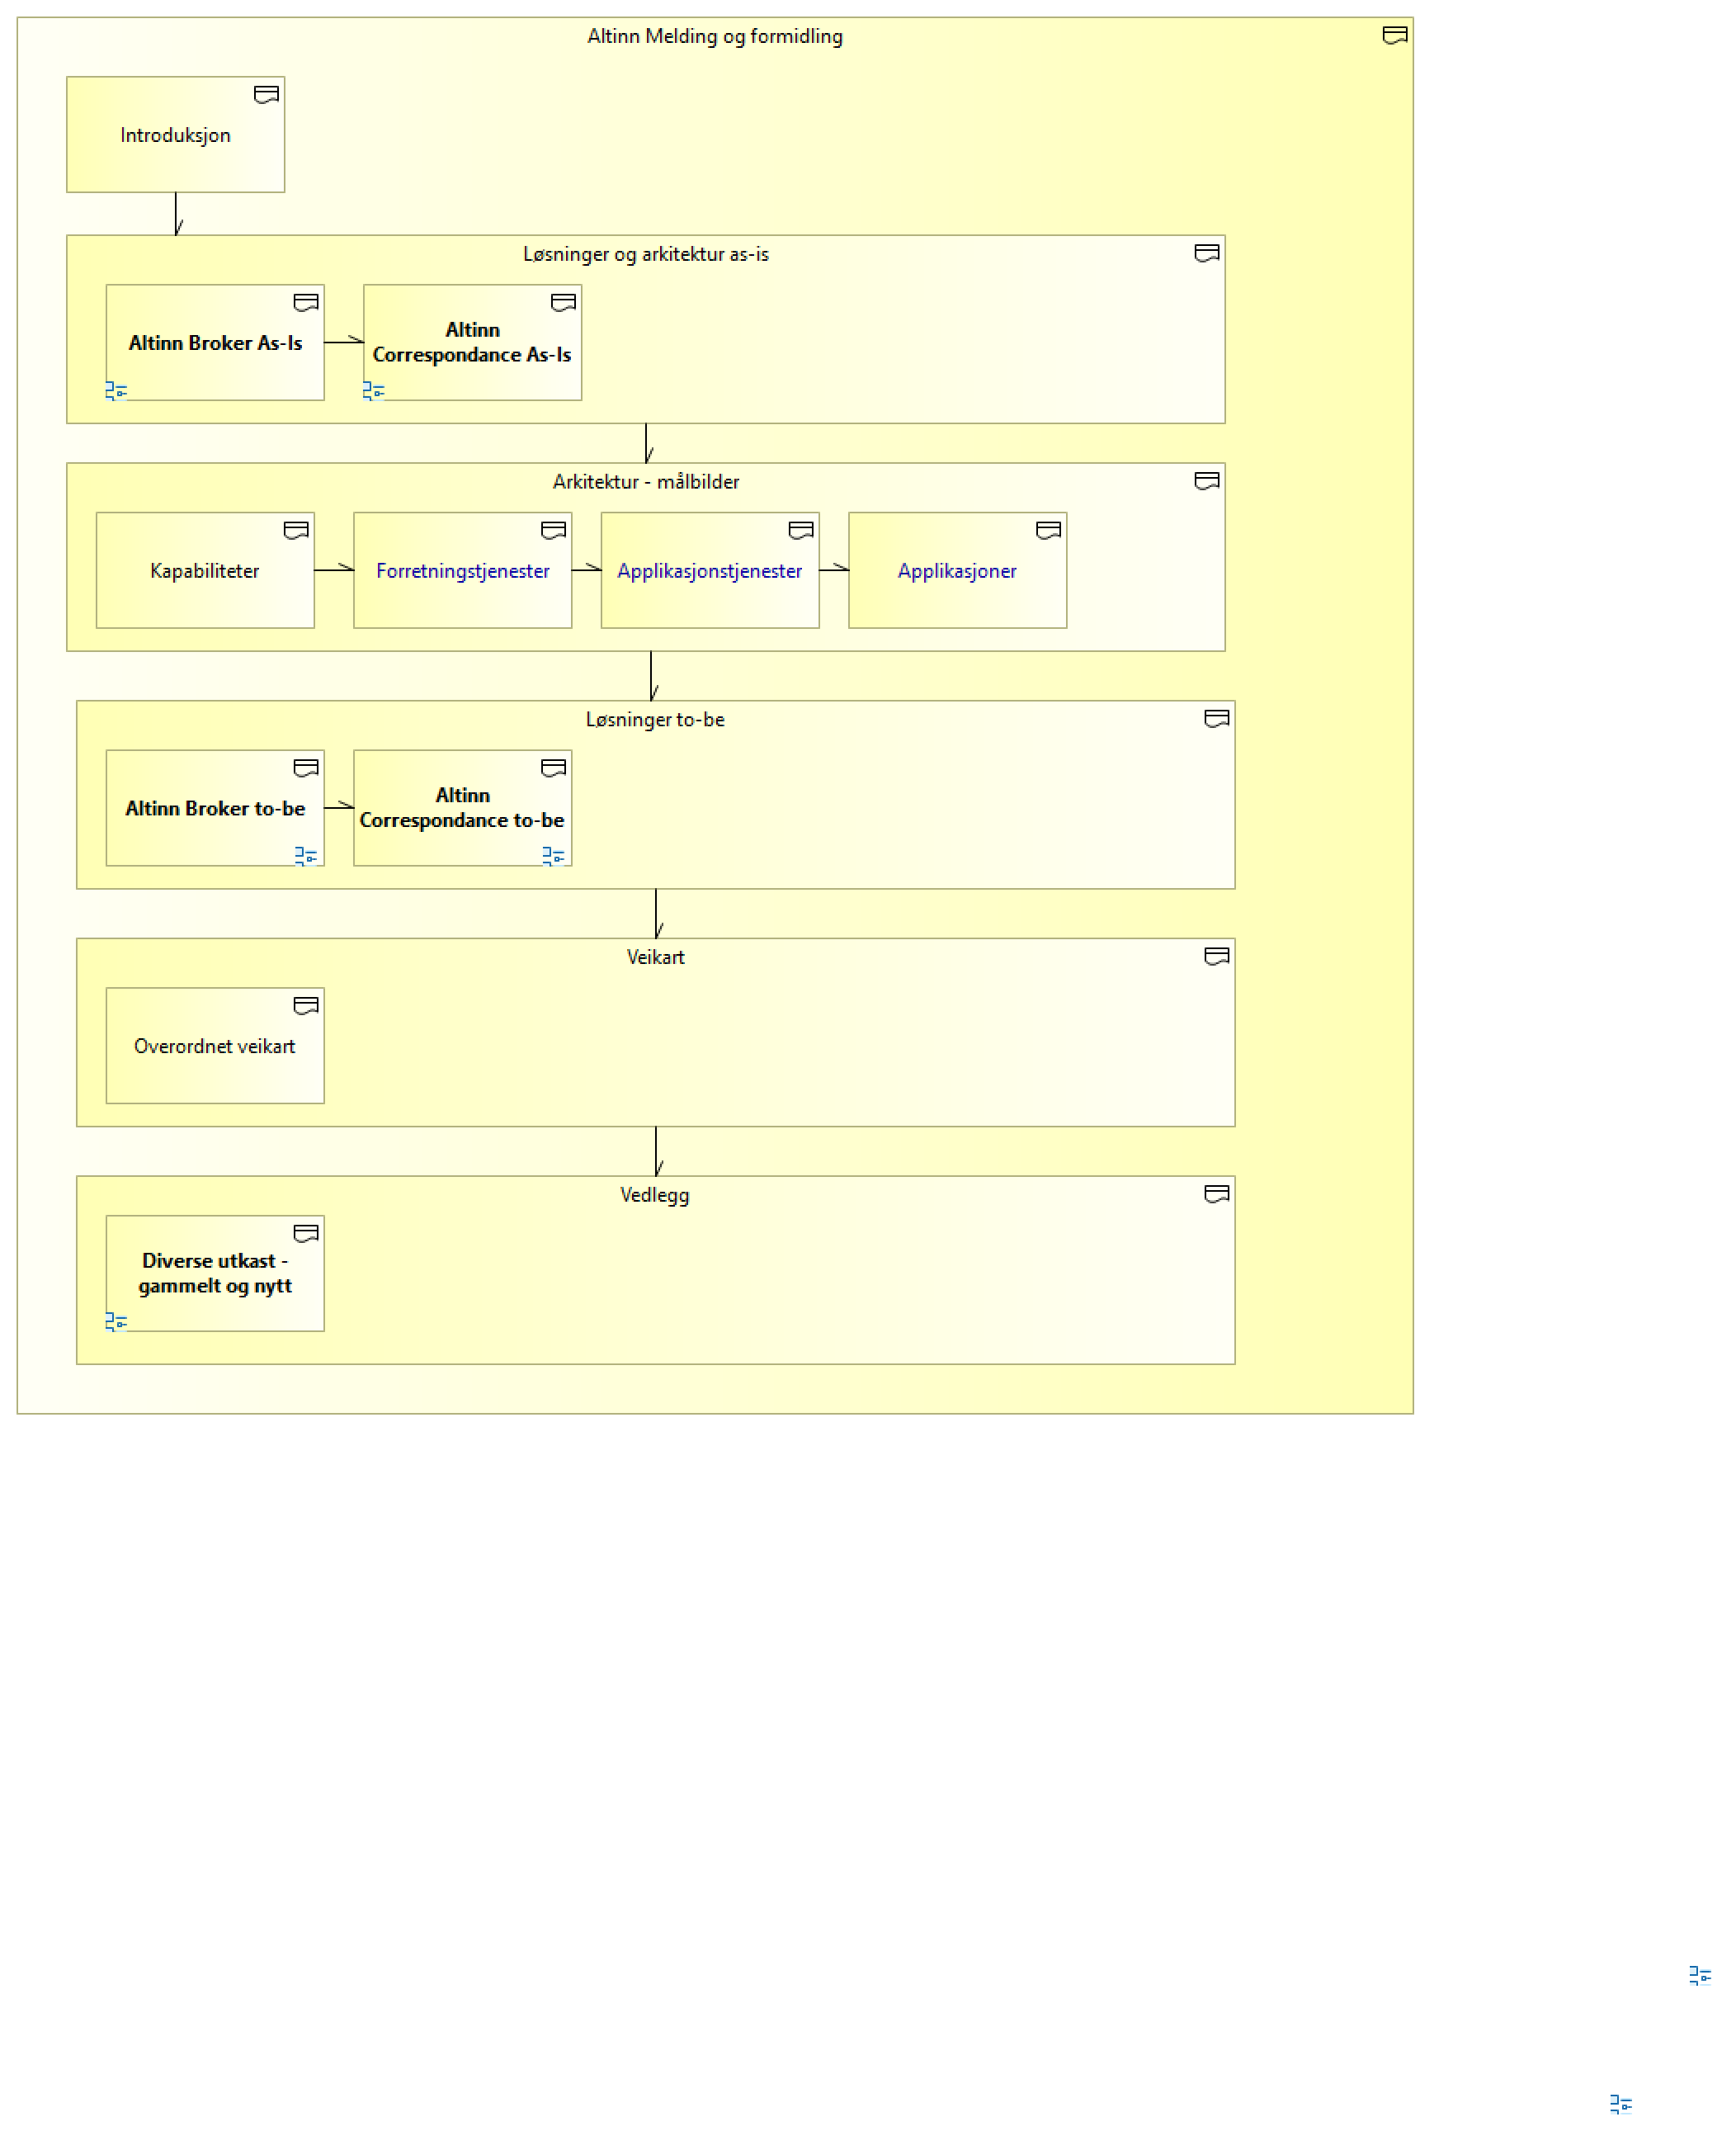 Altinn Melding og formidling
Introduksjon
Løsninger og arkitektur as-is
Altinn Broker As-Is
Altinn
Correspondance As-Is
Arkitektur - målbilder
Kapabiliteter
Forretningstjenester
Applikasjonstjenester
Applikasjoner
Løsninger to-be
Altinn Broker to-be
Altinn
Correspondance to-be
Veikart
Overordnet veikart
Vedlegg
Diverse utkast -
gammelt og nytt